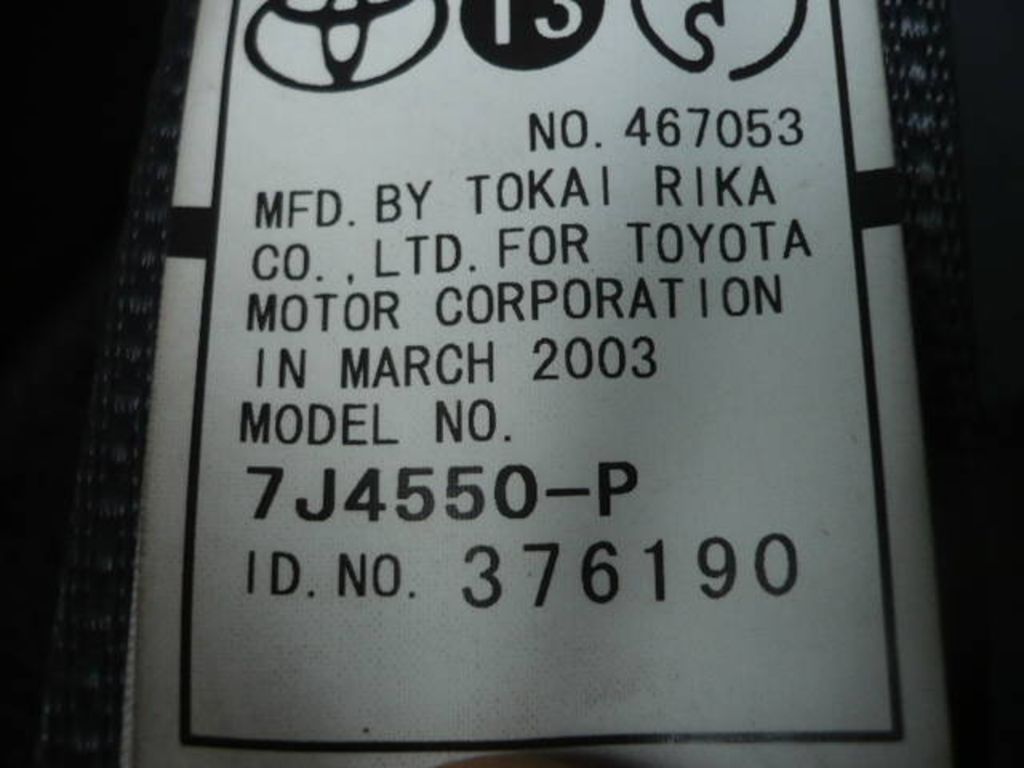 13 S
NO. 467053
MFD. BY TOKAI RIKA
CO., LTD. FOR TOYOTA
MOTOR CORPORATION
IN MARCH 2003
MODEL NO.
7J4550-P
ID. NO. 376190